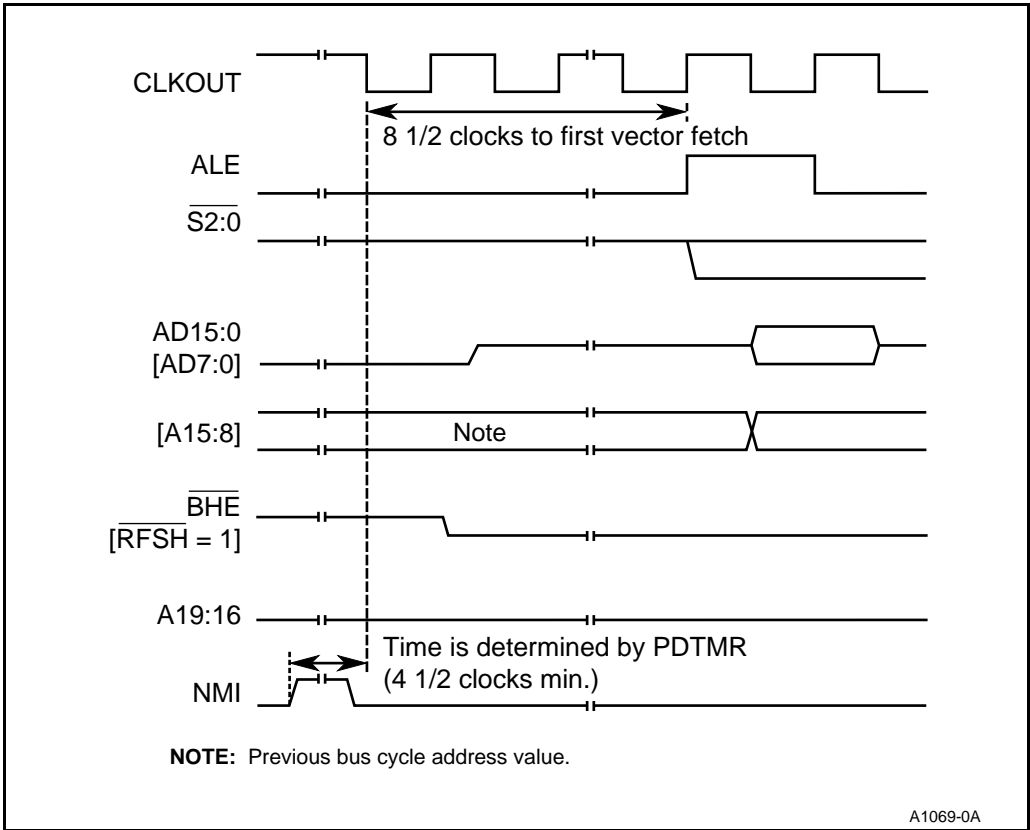 CLKOUT
8 1/2 clocks to first vector fetch
ALE
S2:0
AD15:0
[AD7:0]
[A15:8]
Note
BHE
[RFSH = 1]
A19:16
Time is determined by PDTMR
(4 1/2 clocks min.)
NMI
NOTE: Previous bus cycle address value.
A1069-0A